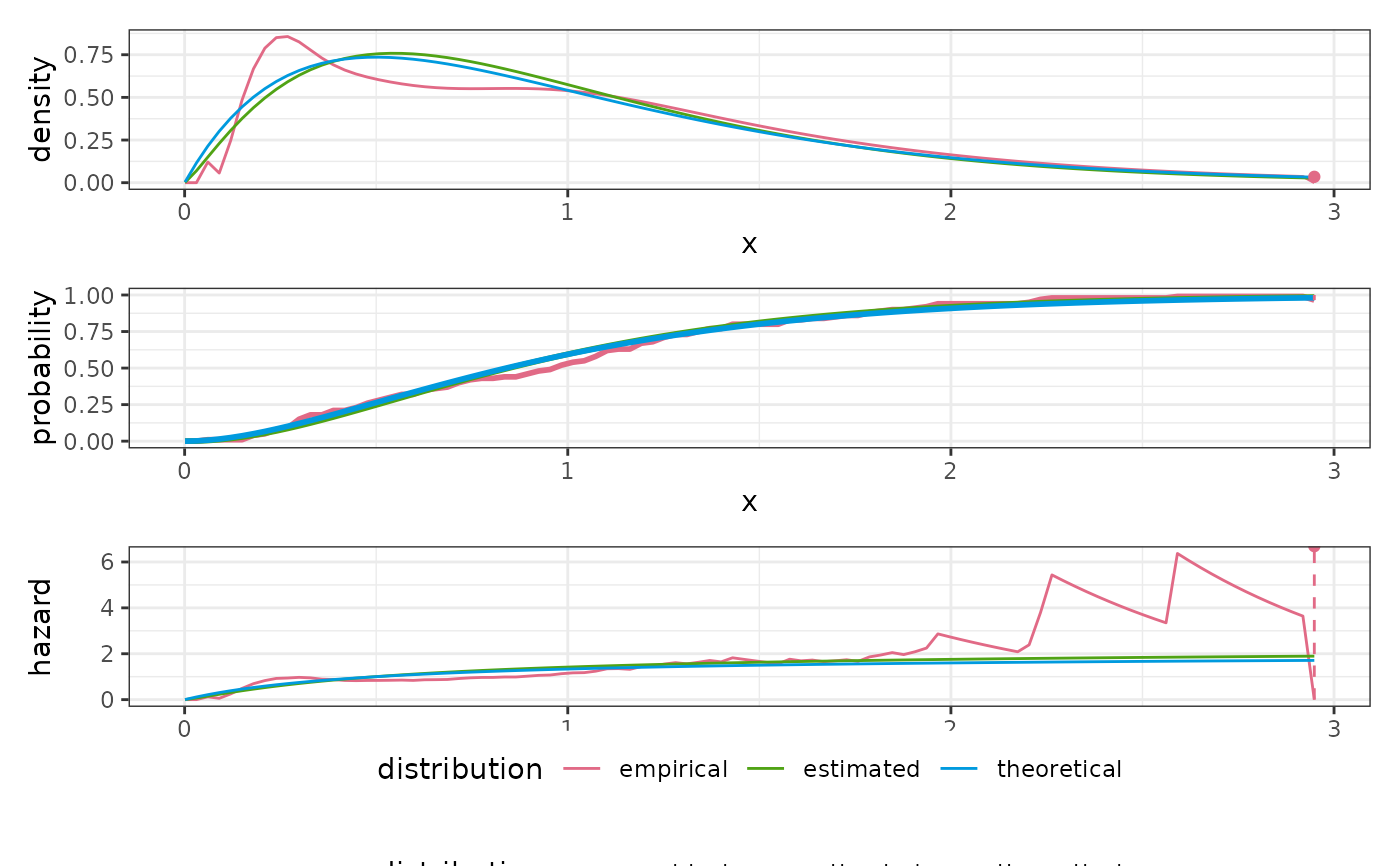 density
0.75
0.50
0.25
0.00
0 1 2 3
x
probability
1.00
0.75
0.50
0.25
0.00
0 1 2 3
x
hazard
6
4
2
0
0 1 2 3
distribution empirical estimated theoretical